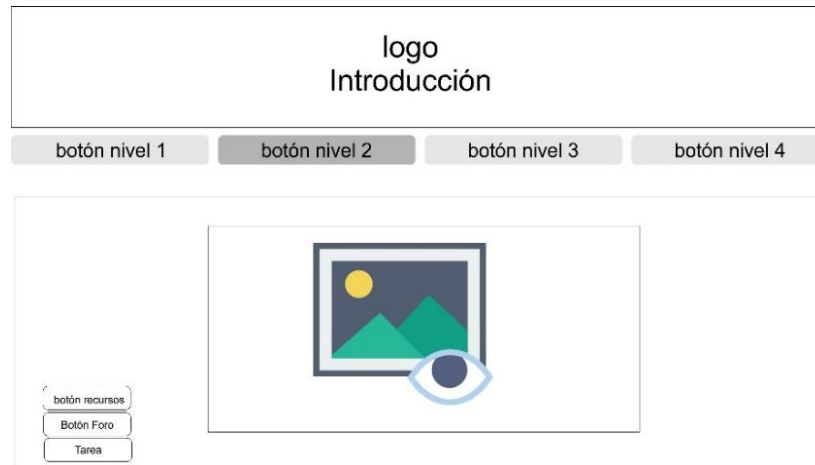 logo
Introducción
botón nivel 1
botón nivel 2
botón nivel 3
botón nivel 4
botón recursos
Botón Foro
Tarea